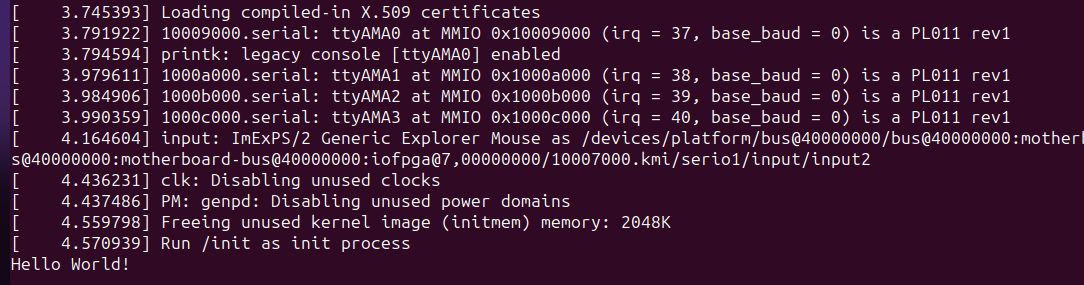 [    3.745393] Loading compiled-in X.509 certificates
[    3.791922] 10009000.serial: ttyAMA0 at MMIO 0x10009000 (irq = 37, base_baud = 0) is a PL011 rev1
[    3.794594] printk: legacy console [ttyAMA0] enabled
[    3.979611] 1000a000.serial: ttyAMA1 at MMIO 0x1000a000 (irq = 38, base_baud = 0) is a PL011 rev1
[    3.984906] 1000b000.serial: ttyAMA2 at MMIO 0x1000b000 (irq = 39, base_baud = 0) is a PL011 rev1
[    3.990359] 1000c000.serial: ttyAMA3 at MMIO 0x1000c000 (irq = 40, base_baud = 0) is a PL011 rev1
[    4.164604] input: ImExPS/2 Generic Explorer Mouse as /devices/platform/bus@40000000/bus@40000000:mother
s@40000000:motherboard-bus@40000000:iofpga@7,00000000/10007000.kmi/serio1/input/input2
[    4.436231] clk: Disabling unused clocks
[    4.437486] PM: genpd: Disabling unused power domains
[    4.559798] Freeing unused kernel image (initmem) memory: 2048K
[    4.570939] Run /init as init process
Hello World!